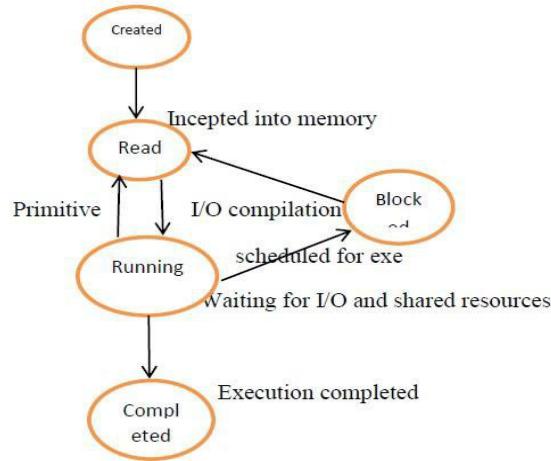 Created
Incepted into memory
Read
Primitive
I/O compilation
Block
ed
Running
scheduled for exe
Waiting for I/O and shared resources
Execution completed
Compl
eted